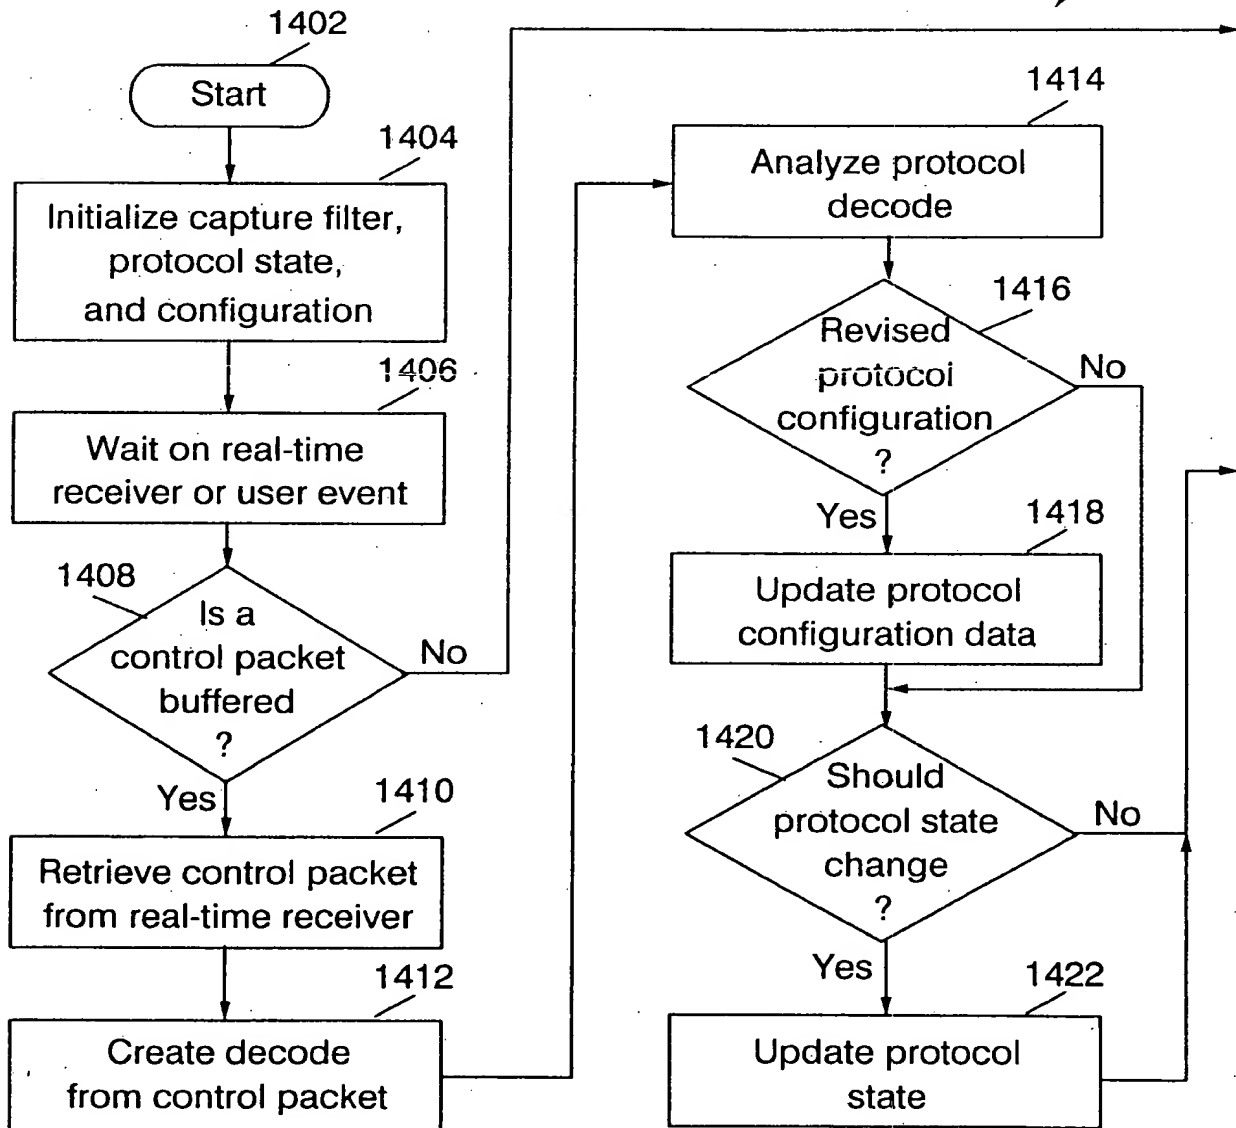 1402
Start
1404
Initialize capture filter,
protocol state,
and configuration
1406
Wait on real-time
receiver or user event
1408
Is a
control packet
buffered
?
No
Yes
1410
Retrieve control packet
from real-time receiver
1412
Create decode
from control packet
1414
Analyze protocol
decode
1416
Revised
protocol
configuration
?
No
Yes
1418
Update protocol
configuration data
1420
Should
protocol state
change
?
No
Yes
1422
Update protocol
state